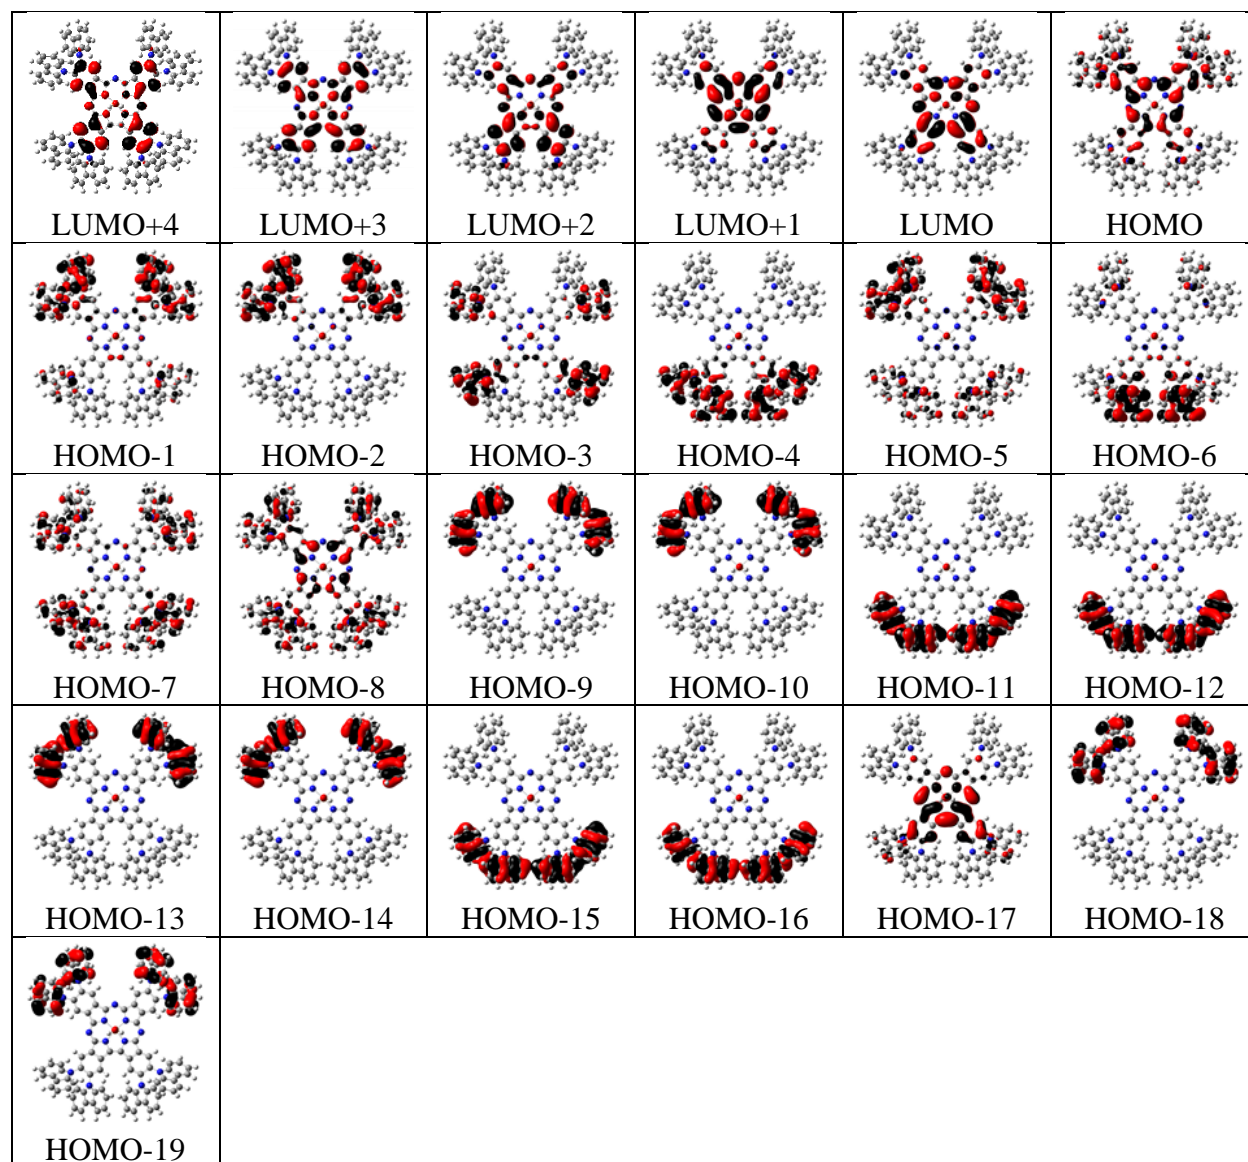 LUMO+4 LUMO+3 LUMO+2 LUMO+1 LUMO HOMO
HOMO-1 HOMO-2 HOMO-3 HOMO-4 HOMO-5 HOMO-6
HOMO-7 HOMO-8 HOMO-9 HOMO-10 HOMO-11 HOMO-12
HOMO-13 HOMO-14 HOMO-15 HOMO-16 HOMO-17 HOMO-18
HOMO-19